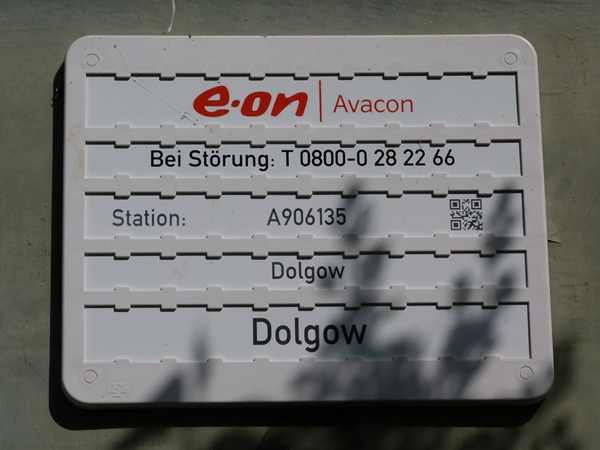 e·on | Avacon
Bei Störung: T 0800-0 28 22 66
Station: A906135
Dolgow
Dolgow